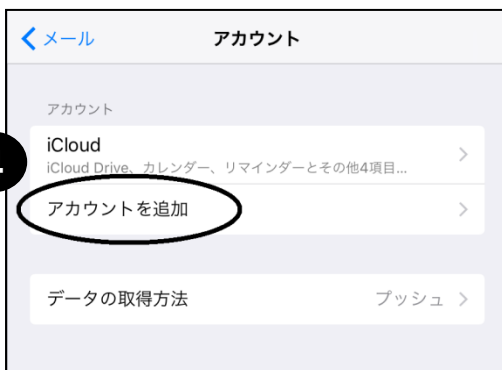 メール アカウント
アカウント
iCloud
iCloud Drive、カレンダー、リマインダーとその他4項目...
アカウントを追加
データの取得方法 プッシュ